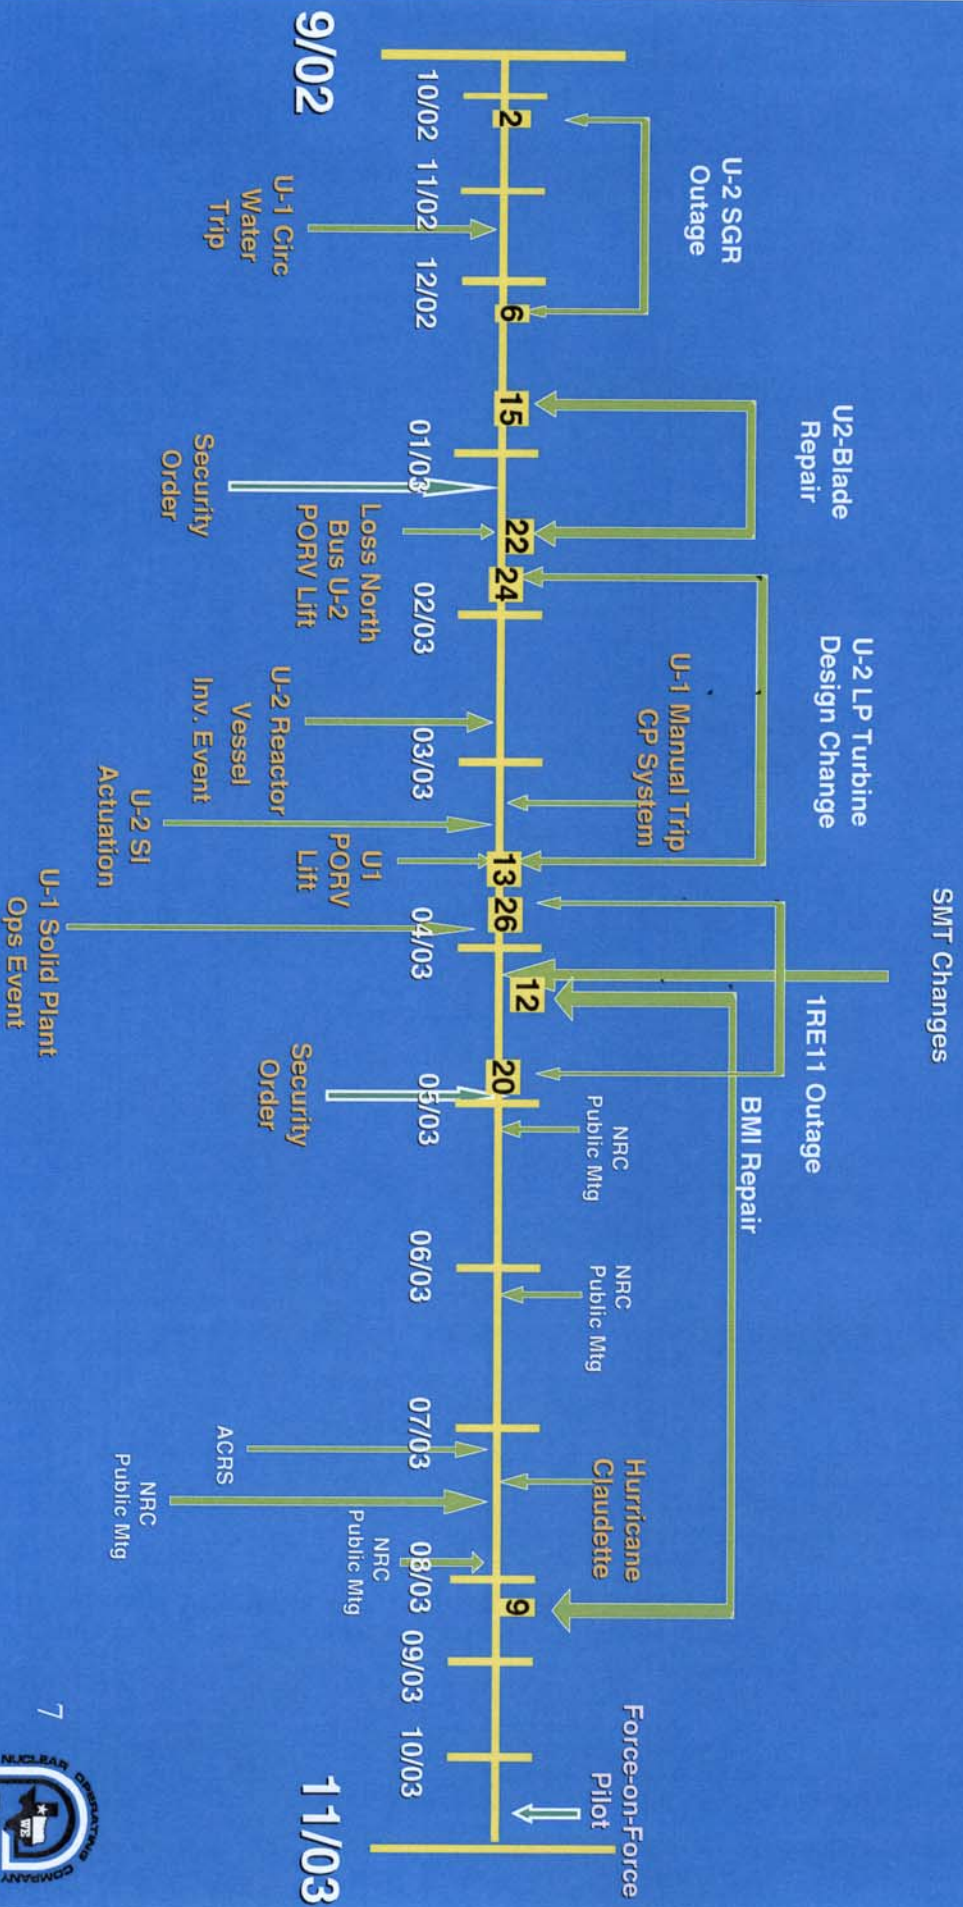 SMT Changes
U-2 SGR
Outage
U2-Blade
Repair
U-2 LP Turbine
Design Change
1RE11 Outage
BMI Repair
U-1 Manual Trip
CP System
NRC
Public Mtg
NRC
Public Mtg
Hurricane
Claudette
Force-on-Force
Pilot
2
6
15
22
24
13
26
12
20
9
9/02
10/02
11/02
12/02
01/03
02/03
03/03
04/03
05/03
06/03
07/03
08/03
09/03
10/03
11/03
U-1 Circ
Water
Trip
Security
Order
Loss North
Bus U-2
PORV Lift
U-2 Reactor
Vessel
Inv. Event
U1
PORV
Lift
U-2 SI
Actuation
U-1 Solid Plant
Ops Event
Security
Order
ACRS
NRC
Public Mtg
NRC
Public Mtg
7
NUCLEAR OPERATING COMPANY
WE